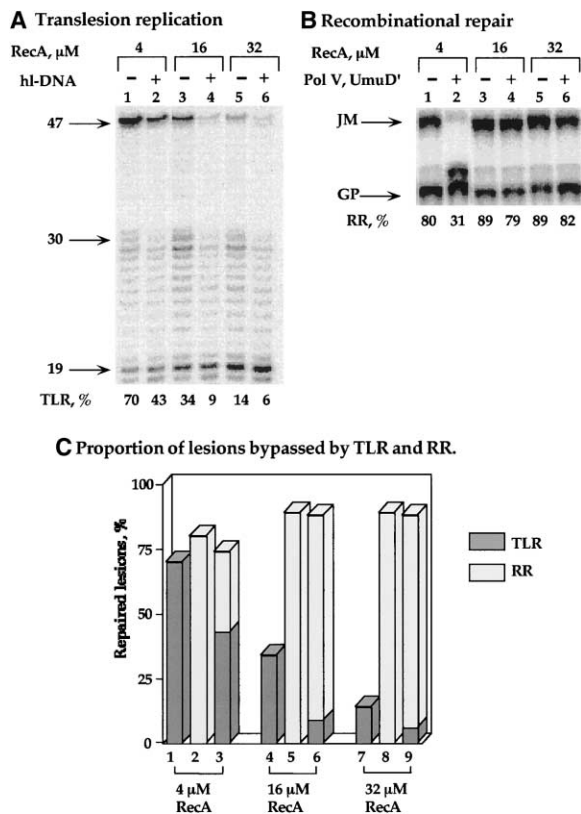 A Translesion replication
RecA, µM 4 16 32
hl-DNA − + − + − +
1 2 3 4 5 6
47
30
19
TLR, % 70 43 34 9 14 6
B Recombinational repair
RecA, µM 4 16 32
Pol V, UmuD' − + − + − +
1 2 3 4 5 6
JM
GP
RR, % 80 31 89 79 89 82
C Proportion of lesions bypassed by TLR and RR.
Repaired lesions, %
100
75
50
25
0
1 2 3 4 5 6 7 8 9
4 µM RecA
16 µM RecA
32 µM RecA
TLR
RR